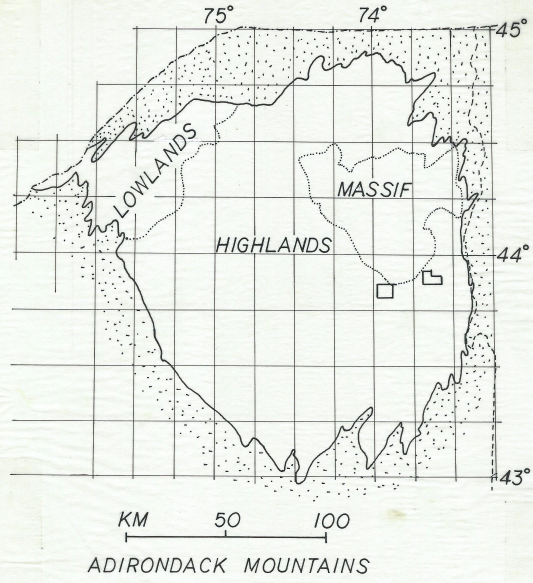 75° 74°
45°
LOWLANDS
MASSIF
HIGHLANDS
44°
43°
KM 50 100
ADIRONDACK MOUNTAINS